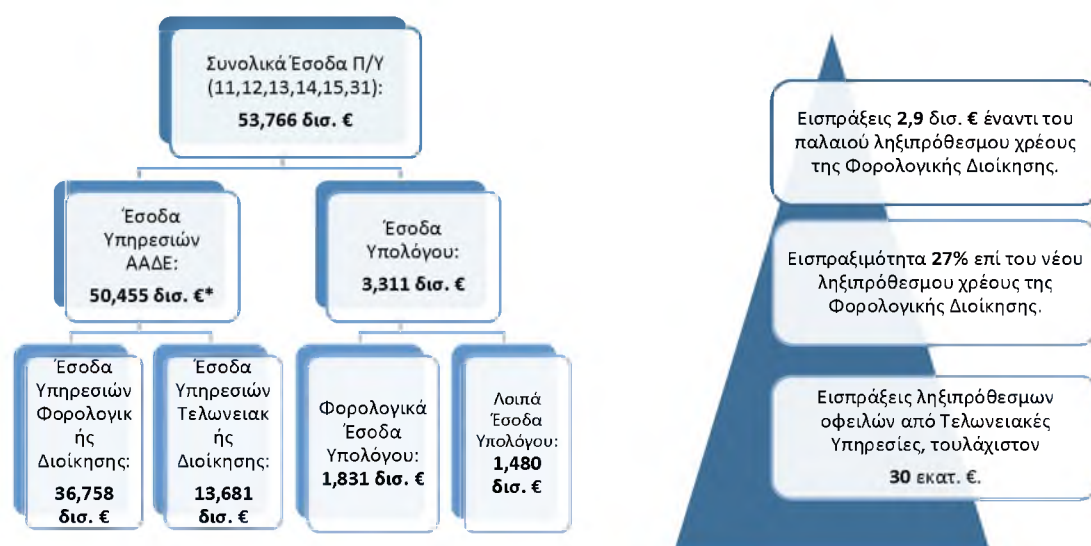 Συνολικά Έσοδα Π/Υ
(11,12,13,14,15,31):
53,766 δισ. €
Έσοδα
Υπηρεσιών
ΑΑΔΕ:
50,455 δισ. €*
Έσοδα
Υπολόγου:
3,311 δισ. €
Έσοδα
Υπηρεσιών
Φορολογικ
ής
Διοίκησης:
36,758
δισ. €
Έσοδα
Υπηρεσιών
Τελωνειακ
ής
Διοίκησης:
13,681
δισ. €
Φορολογικά
Έσοδα
Υπολόγου:
1,831 δισ. €
Λοιπά
Έσοδα
Υπολόγου:
1,480
δισ. €
Εισπράξεις 2,9 δισ. € έναντι του
παλαιού ληξιπρόθεσμου χρέους
της Φορολογικής Διοίκησης.
Εισπραξιμότητα 27% επί του νέου
ληξιπρόθεσμου χρέους της
Φορολογικής Διοίκησης.
Εισπράξεις ληξιπρόθεσμων
οφειλών από Τελωνειακές
Υπηρεσίες, τουλάχιστον
30 εκατ. €.